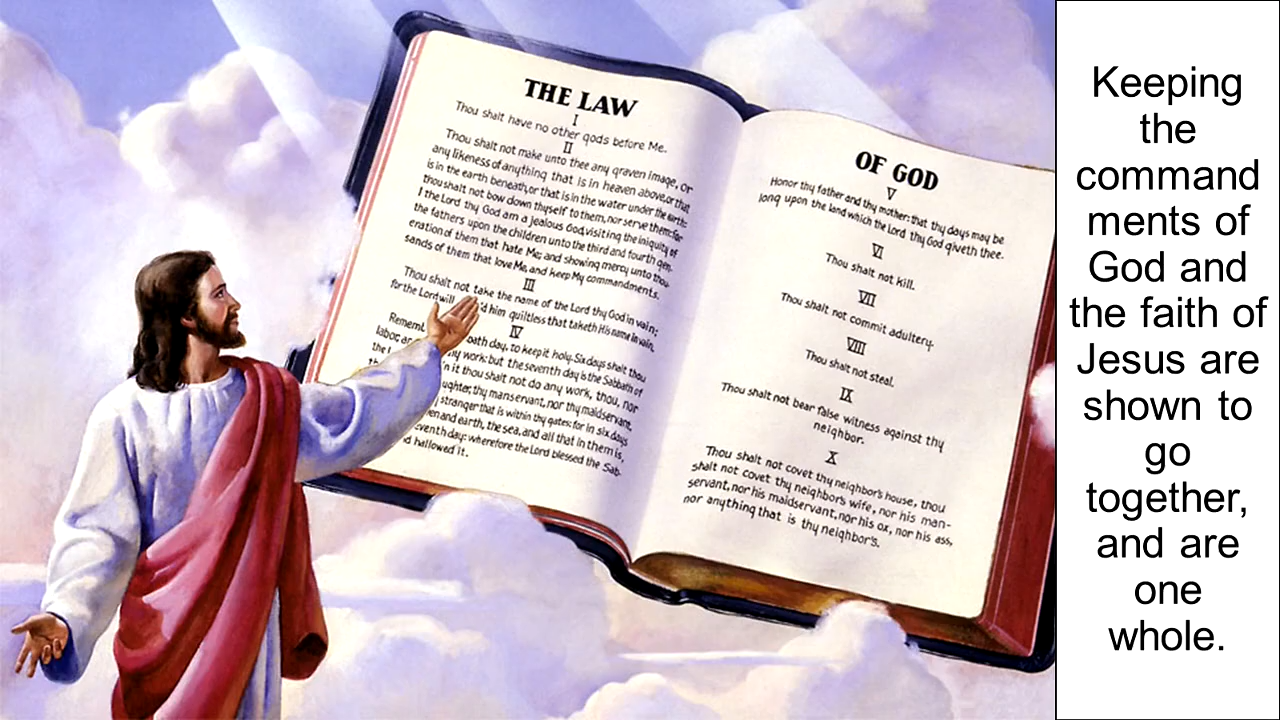 THE LAW
I
Thou shalt have no other gods before Me.
II
Thou shalt not make unto thee any graven image, or
any likeness of anything that is in heaven above, or that
is in the earth beneath, or that is in the water under the earth:
thou shalt not bow down thyself to them, nor serve them: for
I the Lord thy God am a jealous God, visiting the iniquity of
the fathers upon the children unto the third and fourth gen-
eration of them that hate Me; and showing mercy unto thou-
sands of them that love Me, and keep My commandments.
III
Thou shalt not take the name of the Lord thy God in vain;
for the Lord will d him guiltless that taketh His name in vain.
IV
Rememb bath day, to keep it holy. Six days shalt thou
labor, an hy work: but the seventh day is the Sabbath of
the L n it thou shalt not do any work, thou, nor
th ughter, thy manservant, nor thy maidservant,
stranger that is within thy gates: for in six days
en and earth, the sea, and all that in them is,
eventh day: wherefore the Lord blessed the Sab-
d hallowed it.
OF GOD
V
Honor thy father and thy mother: that thy days may be
long upon the land which the Lord thy God giveth thee.
VI
Thou shalt not kill.
VII
Thou shalt not commit adultery.
VIII
Thou shalt not steal.
IX
Thou shalt not bear false witness against thy
neighbor.
X
Thou shalt not covet thy neighbor's house, thou
shalt not covet thy neighbor's wife, nor his man-
servant, nor his maidservant, nor his ox, nor his ass,
nor anything that is thy neighbor's.
Keeping
the
command
ments of
God and
the faith of
Jesus are
shown to
go
together,
and are
one
whole.